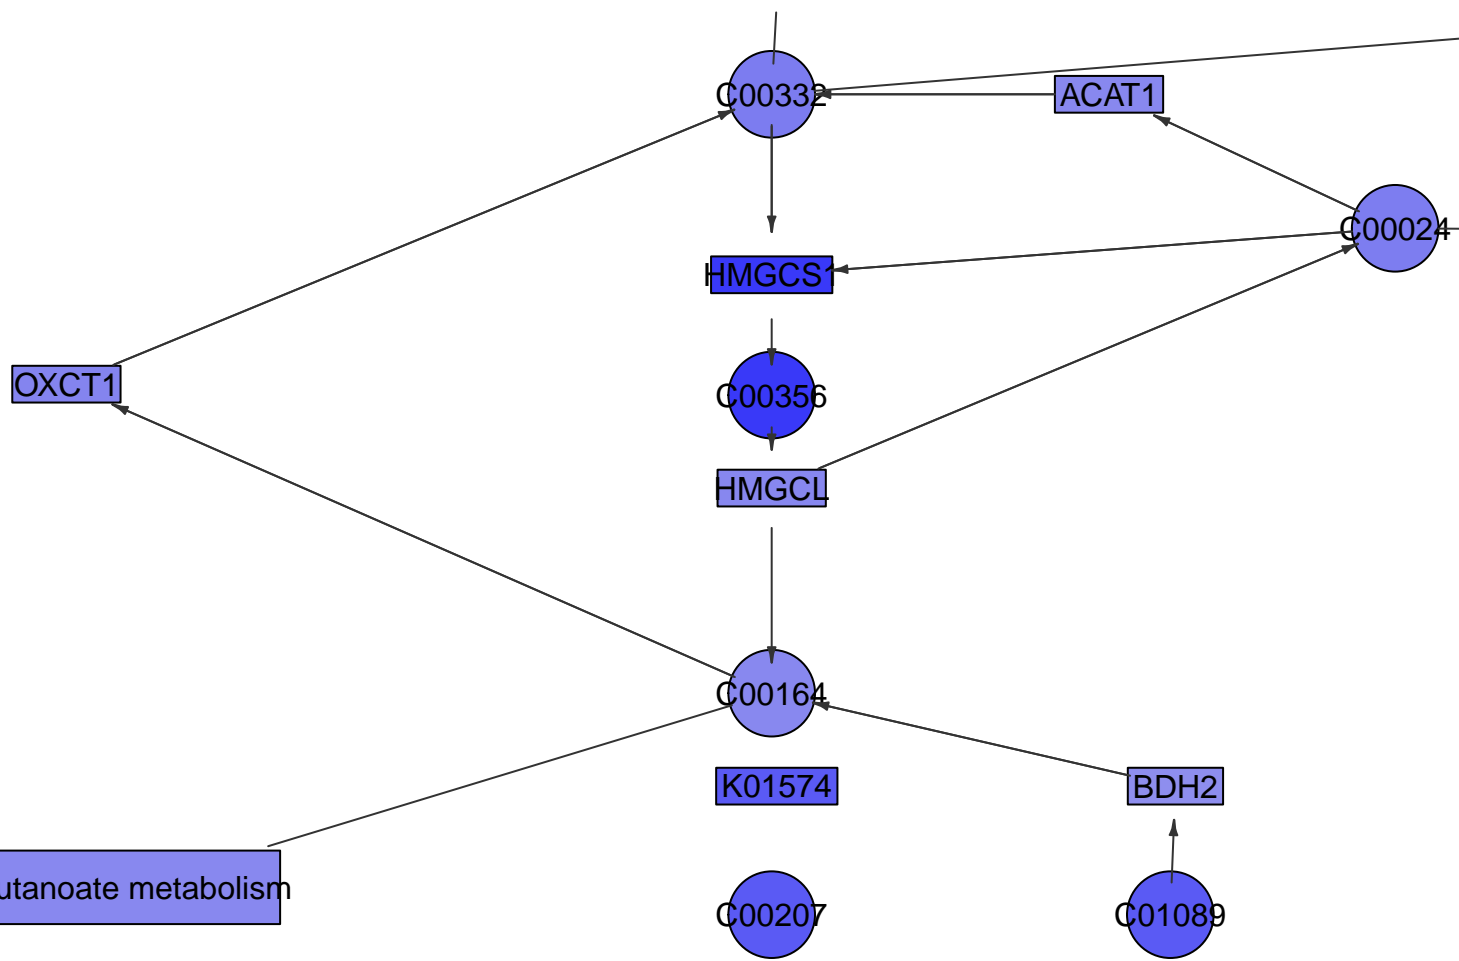 C00332
ACAT1
C00024
HMGCS1
OXCT1
C00356
HMGCL
C00164
K01574
BDH2
utanoate metabolism
C00207
C01089